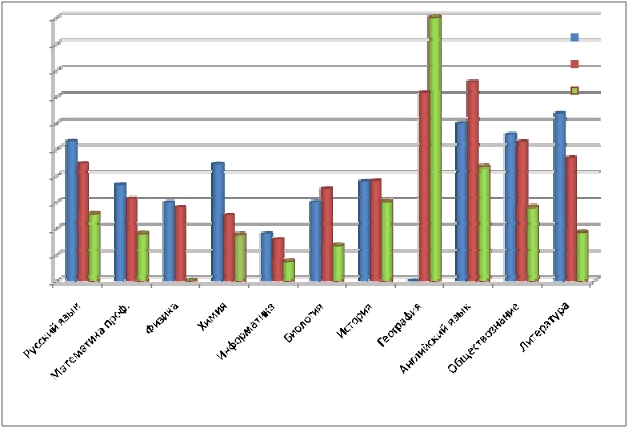 Русский язык
Математика проф.
Физика
Химия
Информатика
Биология
История
География
Английский язык
Обществознание
Литература